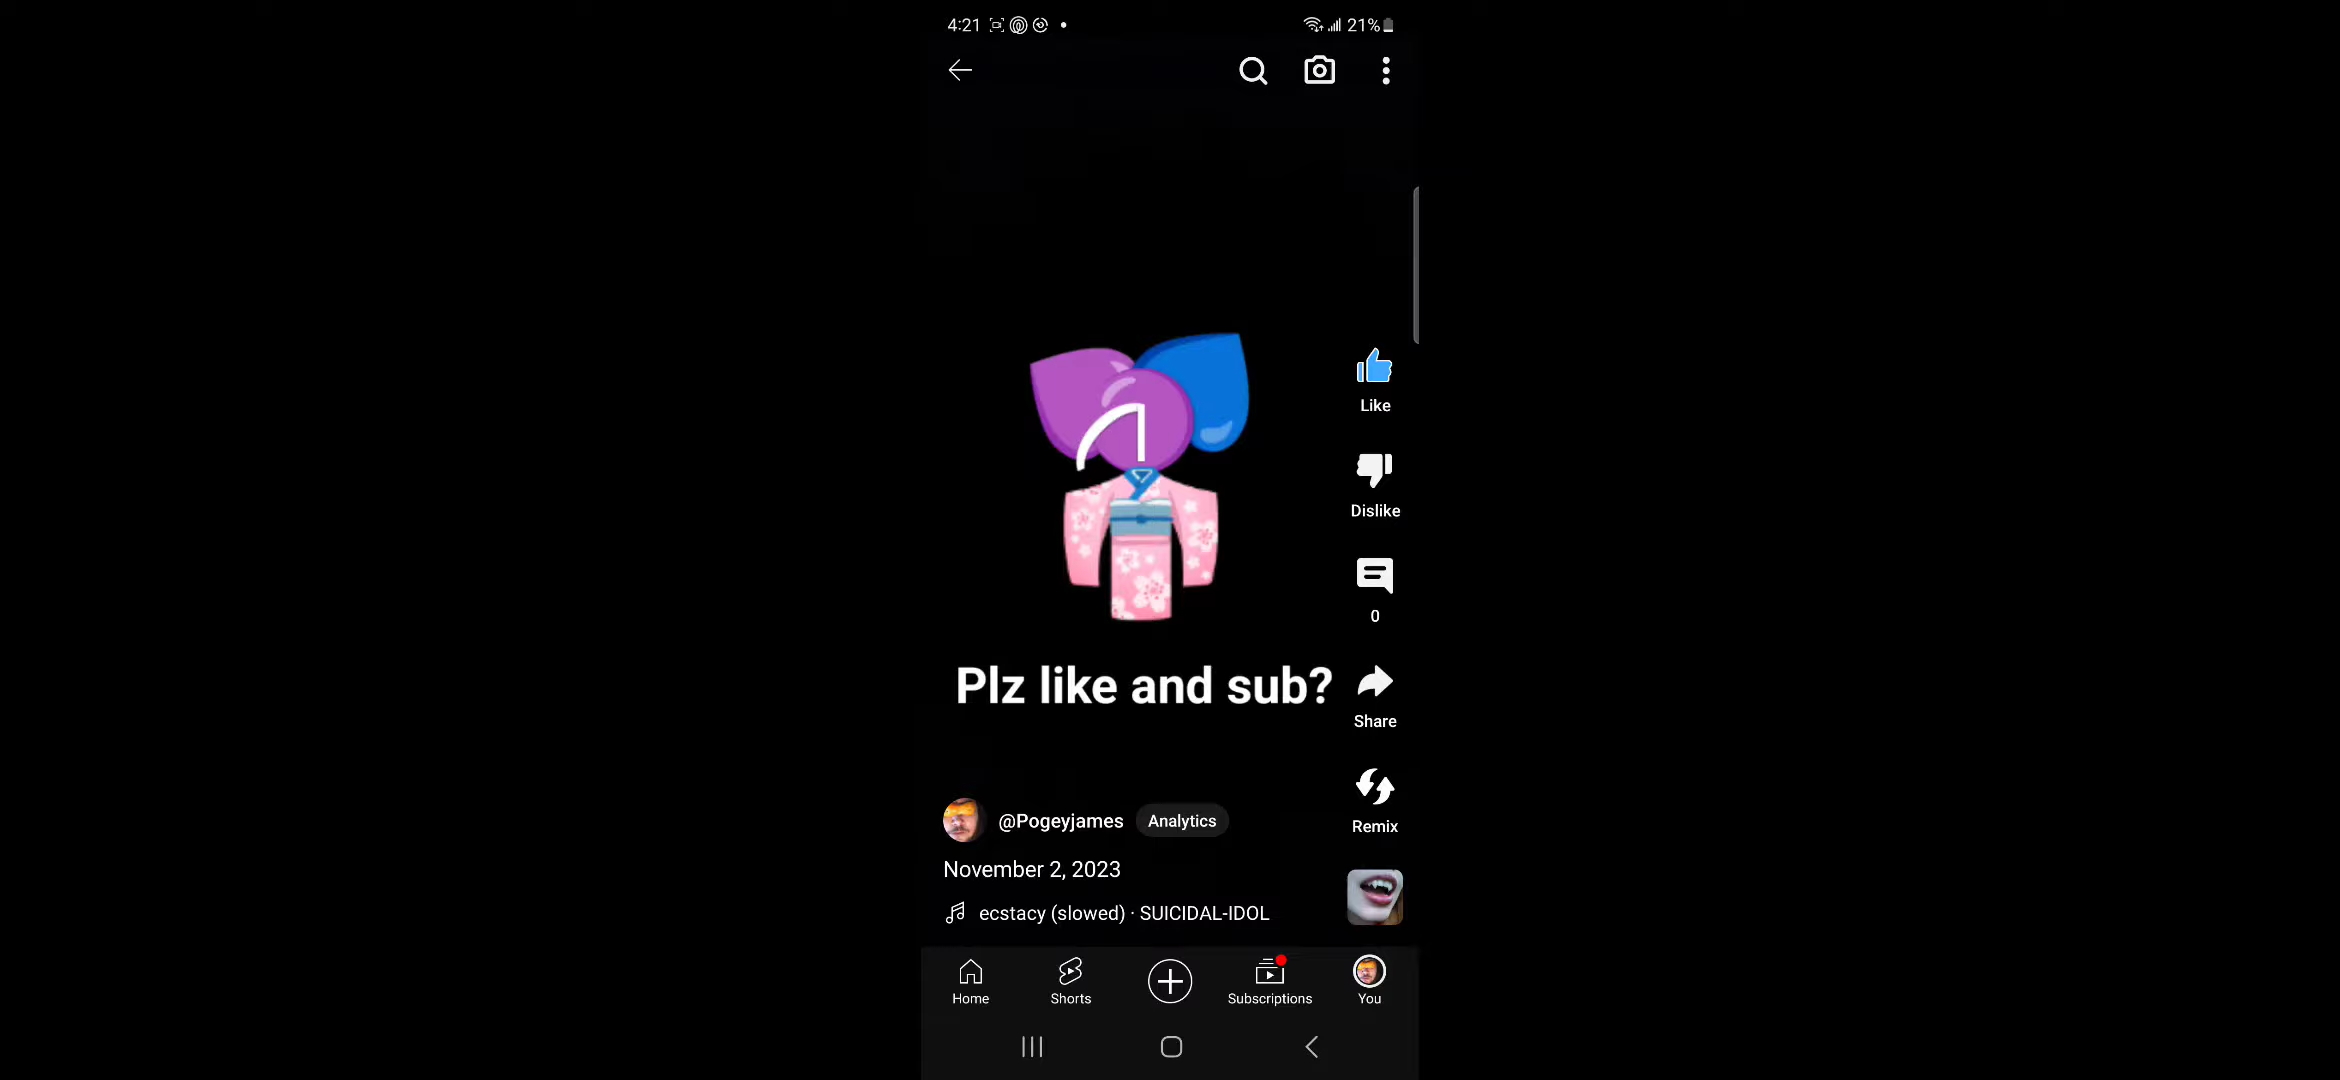 4:21
21%
Like
Dislike
0
Plz like and sub?
Share
Remix
@Pogeyjames Analytics
November 2, 2023
ecstacy (slowed) · SUICIDAL-IDOL
Home Shorts Subscriptions You